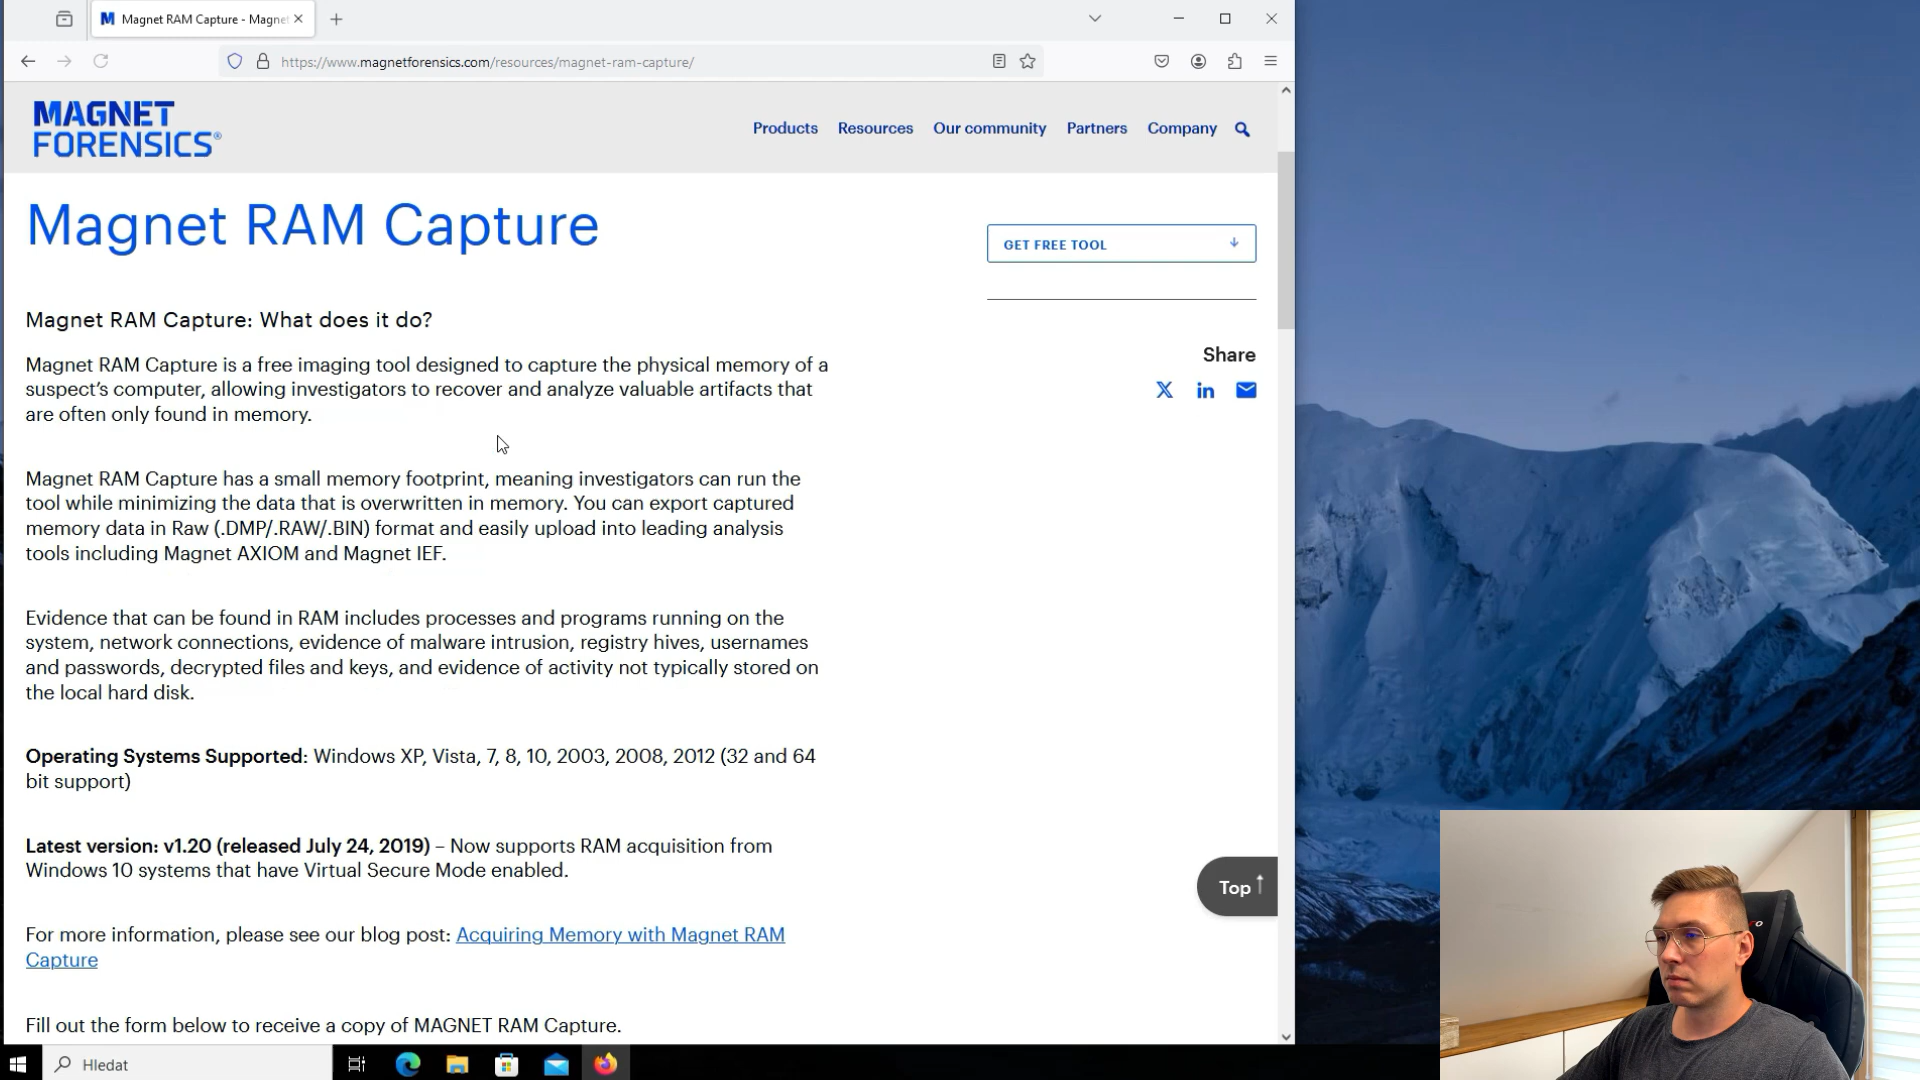 Magnet RAM Capture - Magnet
https://www.magnetforensics.com/resources/magnet-ram-capture/
MAGNET
FORENSICS®
Products
Resources
Our community
Partners
Company
Magnet RAM Capture
GET FREE TOOL
Magnet RAM Capture: What does it do?
Share
Magnet RAM Capture is a free imaging tool designed to capture the physical memory of a
suspect's computer, allowing investigators to recover and analyze valuable artifacts that
are often only found in memory.
Magnet RAM Capture has a small memory footprint, meaning investigators can run the
tool while minimizing the data that is overwritten in memory. You can export captured
memory data in Raw (.DMP/.RAW/.BIN) format and easily upload into leading analysis
tools including Magnet AXIOM and Magnet IEF.
Evidence that can be found in RAM includes processes and programs running on the
system, network connections, evidence of malware intrusion, registry hives, usernames
and passwords, decrypted files and keys, and evidence of activity not typically stored on
the local hard disk.
Operating Systems Supported: Windows XP, Vista, 7, 8, 10, 2003, 2008, 2012 (32 and 64
bit support)
Latest version: v1.20 (released July 24, 2019) – Now supports RAM acquisition from
Windows 10 systems that have Virtual Secure Mode enabled.
Top
For more information, please see our blog post: Acquiring Memory with Magnet RAM
Capture
Fill out the form below to receive a copy of MAGNET RAM Capture.
Hledat